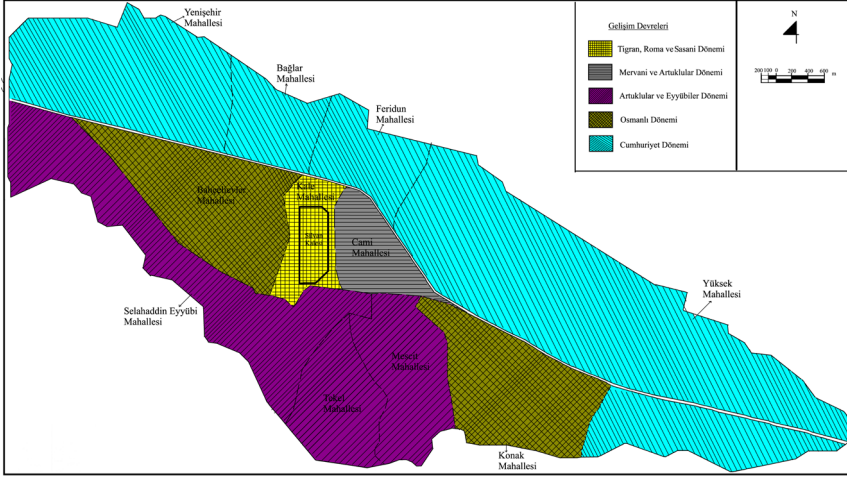 Yenişehir
Mahallesi
Bağlar
Mahallesi
Feridun
Mahallesi
Gelişim Devreleri
Tigran, Roma ve Sasani Dönemi
Mervani ve Artuklular Dönemi
Artuklular ve Eyyübiler Dönemi
Osmanlı Dönemi
Cumhuriyet Dönemi
N
200 100 0 200 400 600 m
Bahçelievler
Mahallesi
Kale
Mahallesi
Silvan
Kalesi
Cami
Mahallesi
Selahaddin Eyyübi
Mahallesi
Yüksek
Mahallesi
Mescit
Mahallesi
Tekel
Mahallesi
Konak
Mahallesi